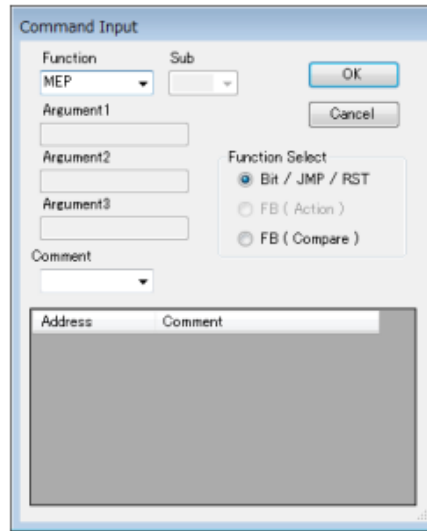 Command Input
Function Sub
MEP
OK
Argument1
Cancel
Argument2
Function Select
Bit / JMP / RST
Argument3
FB ( Action )
FB ( Compare )
Comment
Address Comment